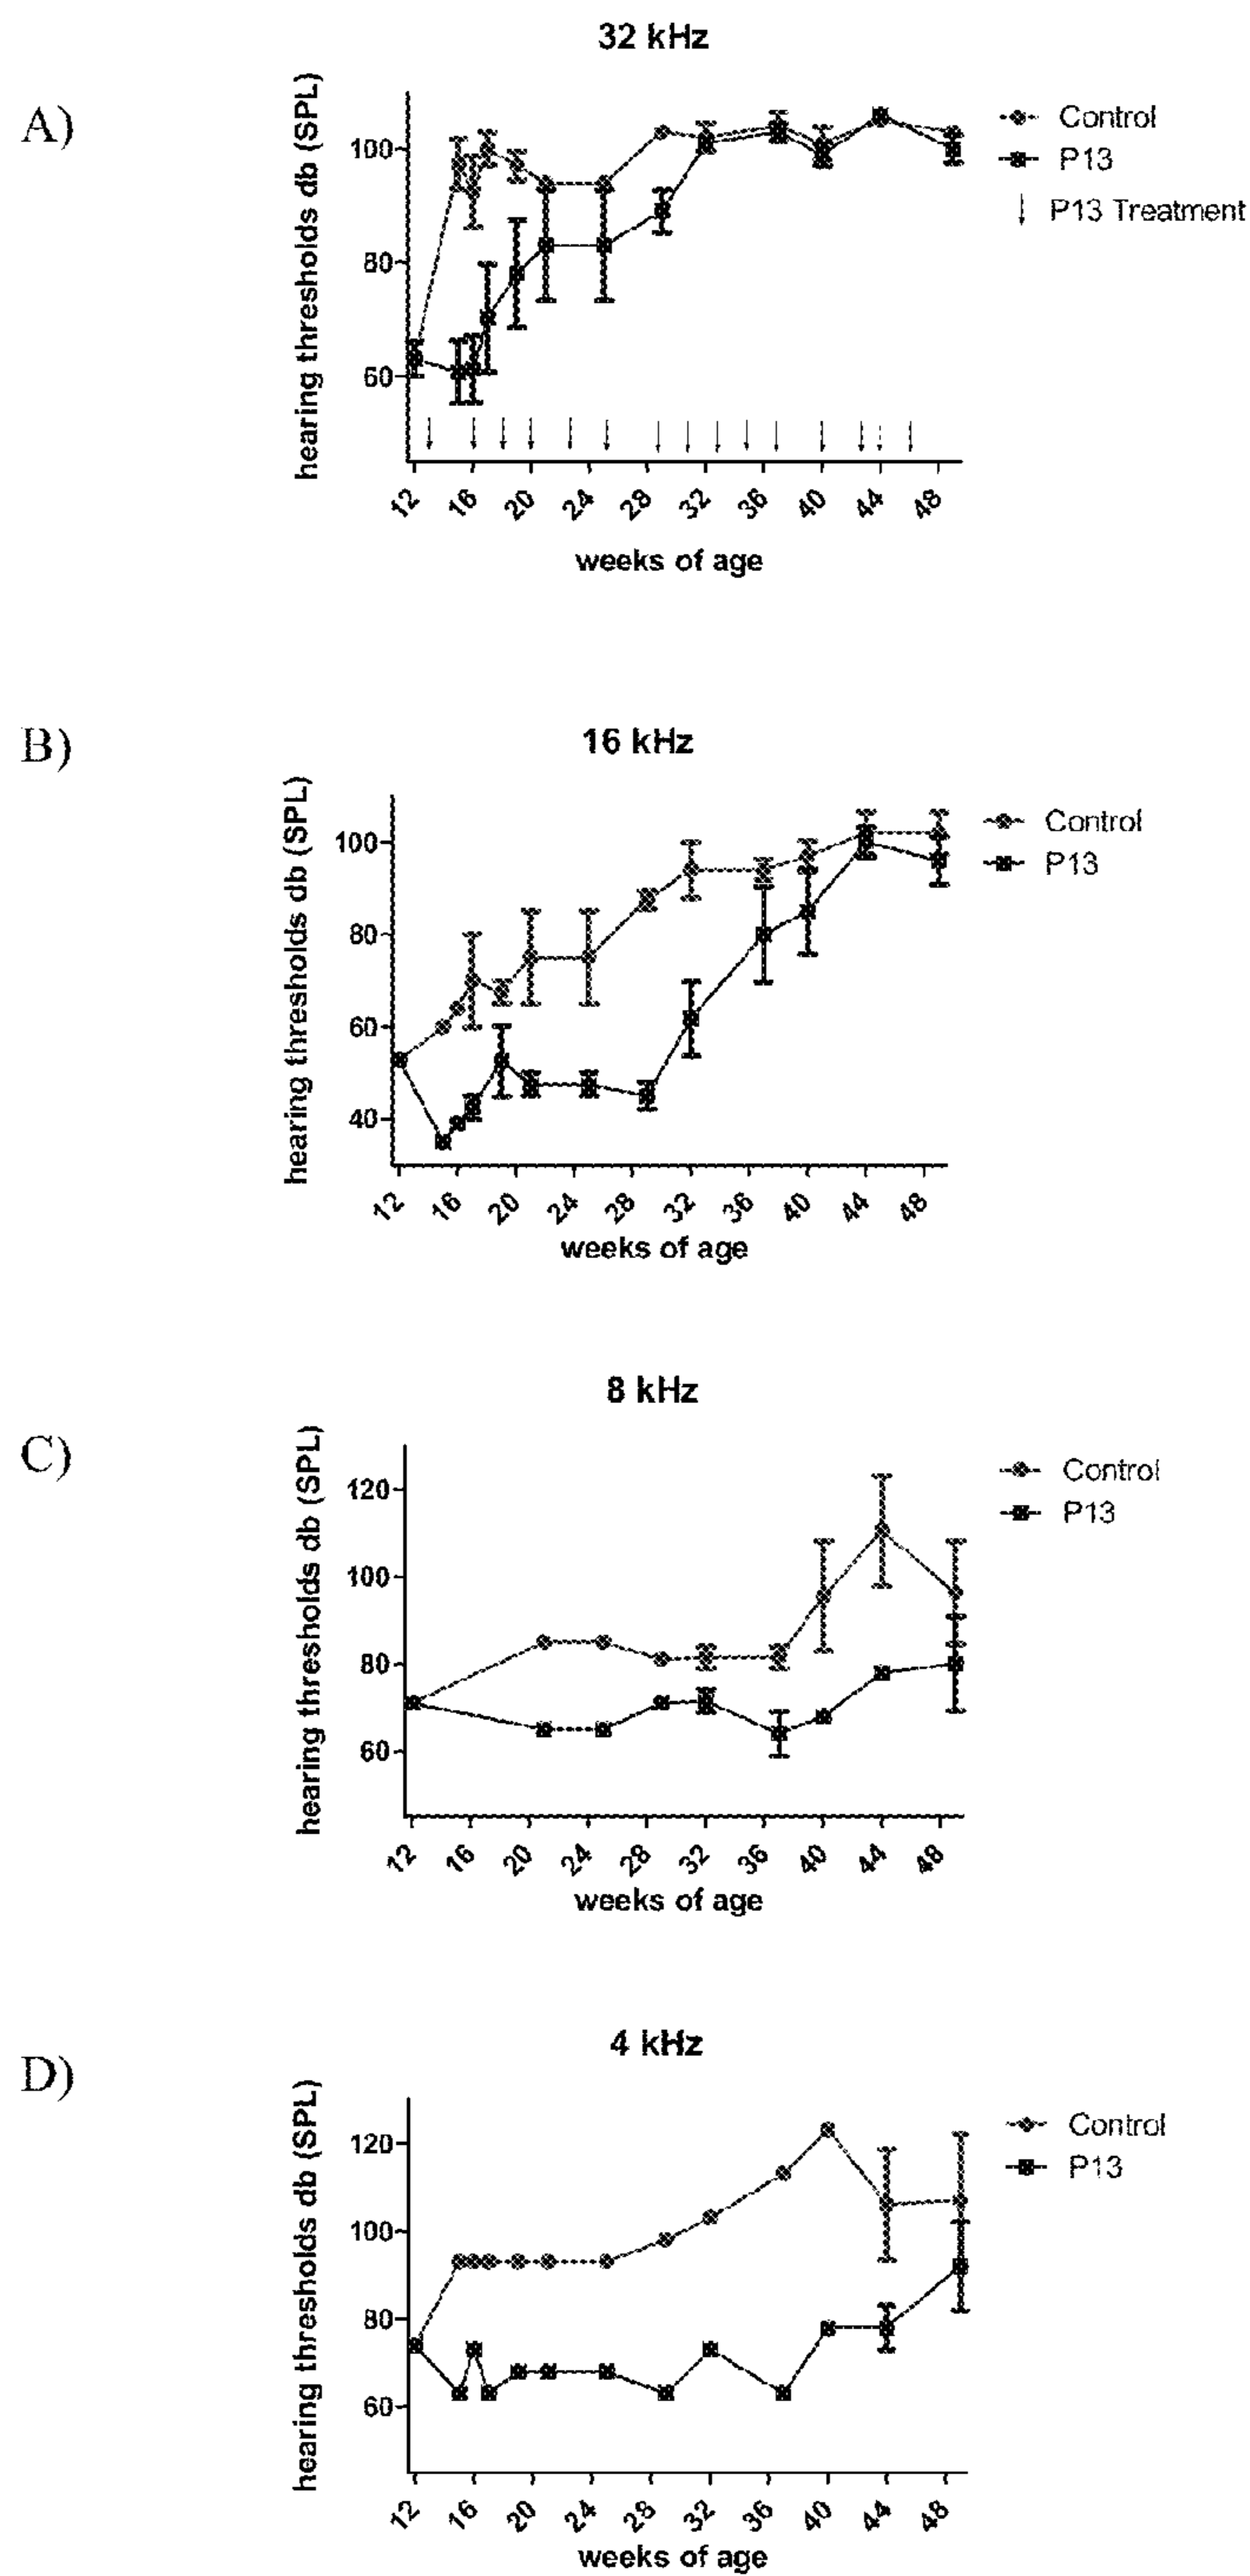 32 kHz
A)
hearing thresholds db (SPL)
100
80
60
12 16 20 24 28 32 36 40 44 48
weeks of age
Control
P13
P13 Treatment
B)
16 kHz
hearing thresholds db (SPL)
100
80
60
40
12 16 20 24 28 32 36 40 44 48
weeks of age
Control
P13
8 kHz
C)
hearing thresholds db (SPL)
120
100
80
60
12 16 20 24 28 32 36 40 44 48
weeks of age
Control
P13
4 kHz
D)
hearing thresholds db (SPL)
120
100
80
60
12 16 20 24 28 32 36 40 44 48
weeks of age
Control
P13